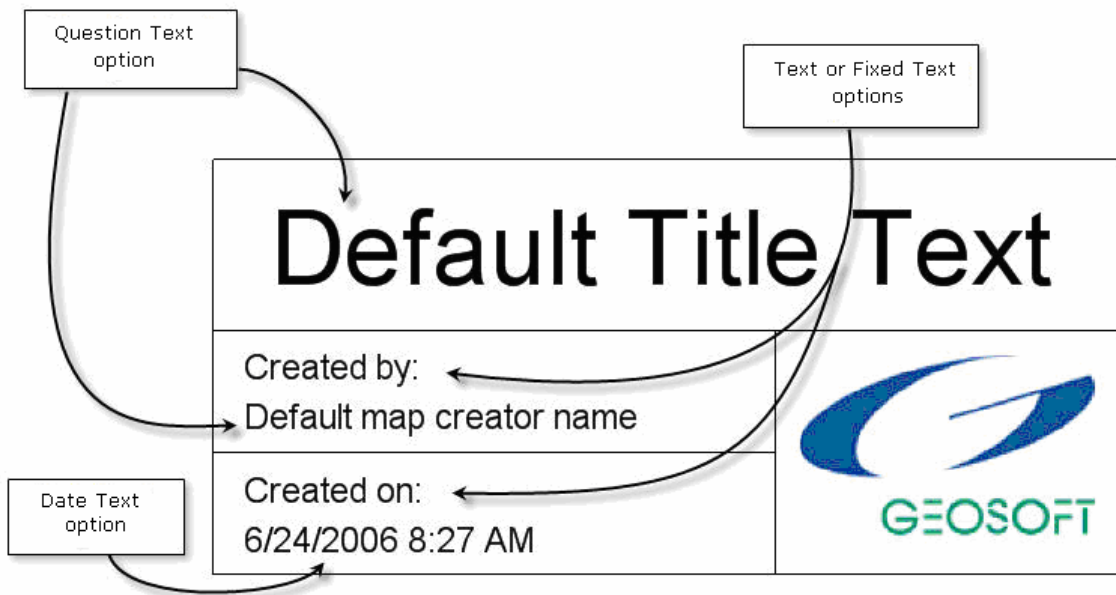 Question Text
option
Text or Fixed Text
options
Default Title Text
Created by:
Default map creator name
Created on:
6/24/2006 8:27 AM
GEOSOFT
Date Text
option